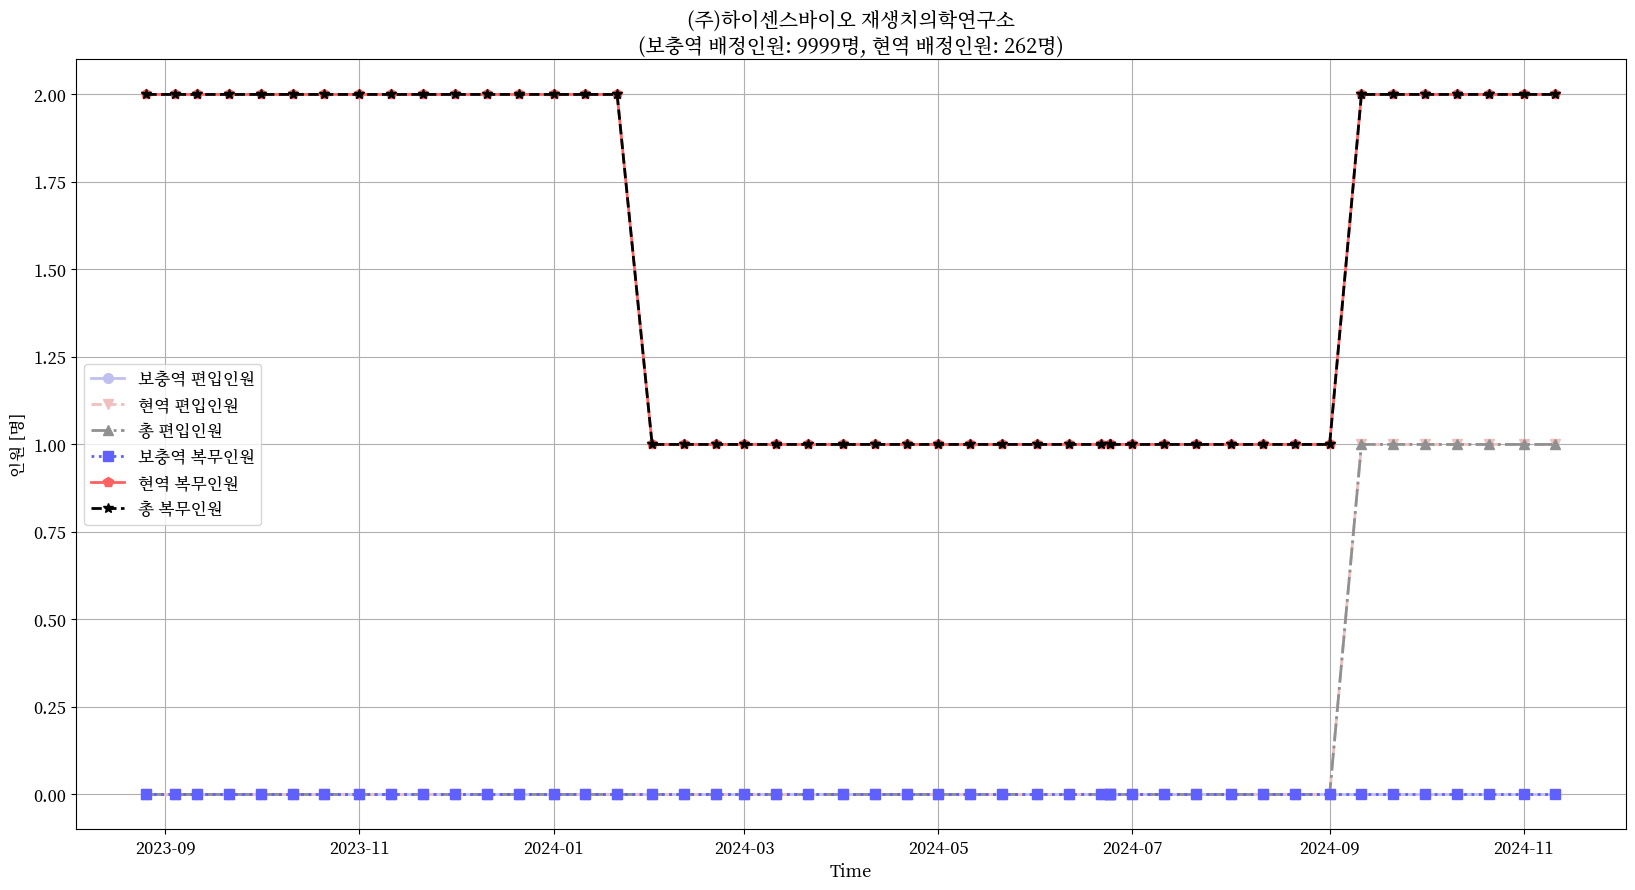 (주)하이센스바이오 재생치의학연구소
(보충역 배정인원: 9999명, 현역 배정인원: 262명)
인원 [명]
2.00
1.75
1.50
1.25
1.00
0.75
0.50
0.25
0.00
보충역 편입인원
현역 편입인원
총 편입인원
보충역 복무인원
현역 복무인원
총 복무인원
2023-09 2023-11 2024-01 2024-03 2024-05 2024-07 2024-09 2024-11
Time